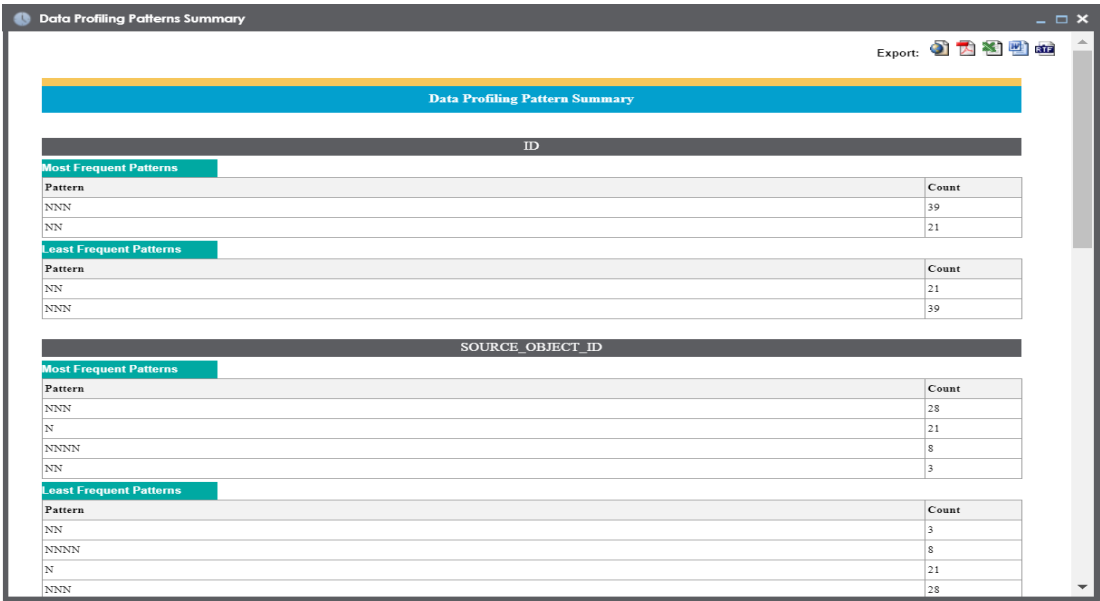 Data Profiling Patterns Summary
Export: RTF
Data Profiling Pattern Summary
ID
Most Frequent Patterns
Pattern Count
NNN 39
NN 21
Least Frequent Patterns
Pattern Count
NN 21
NNN 39
SOURCE_OBJECT_ID
Most Frequent Patterns
Pattern Count
NNN 28
N 21
NNNN 8
NN 3
Least Frequent Patterns
Pattern Count
NN 3
NNNN 8
N 21
NNN 28